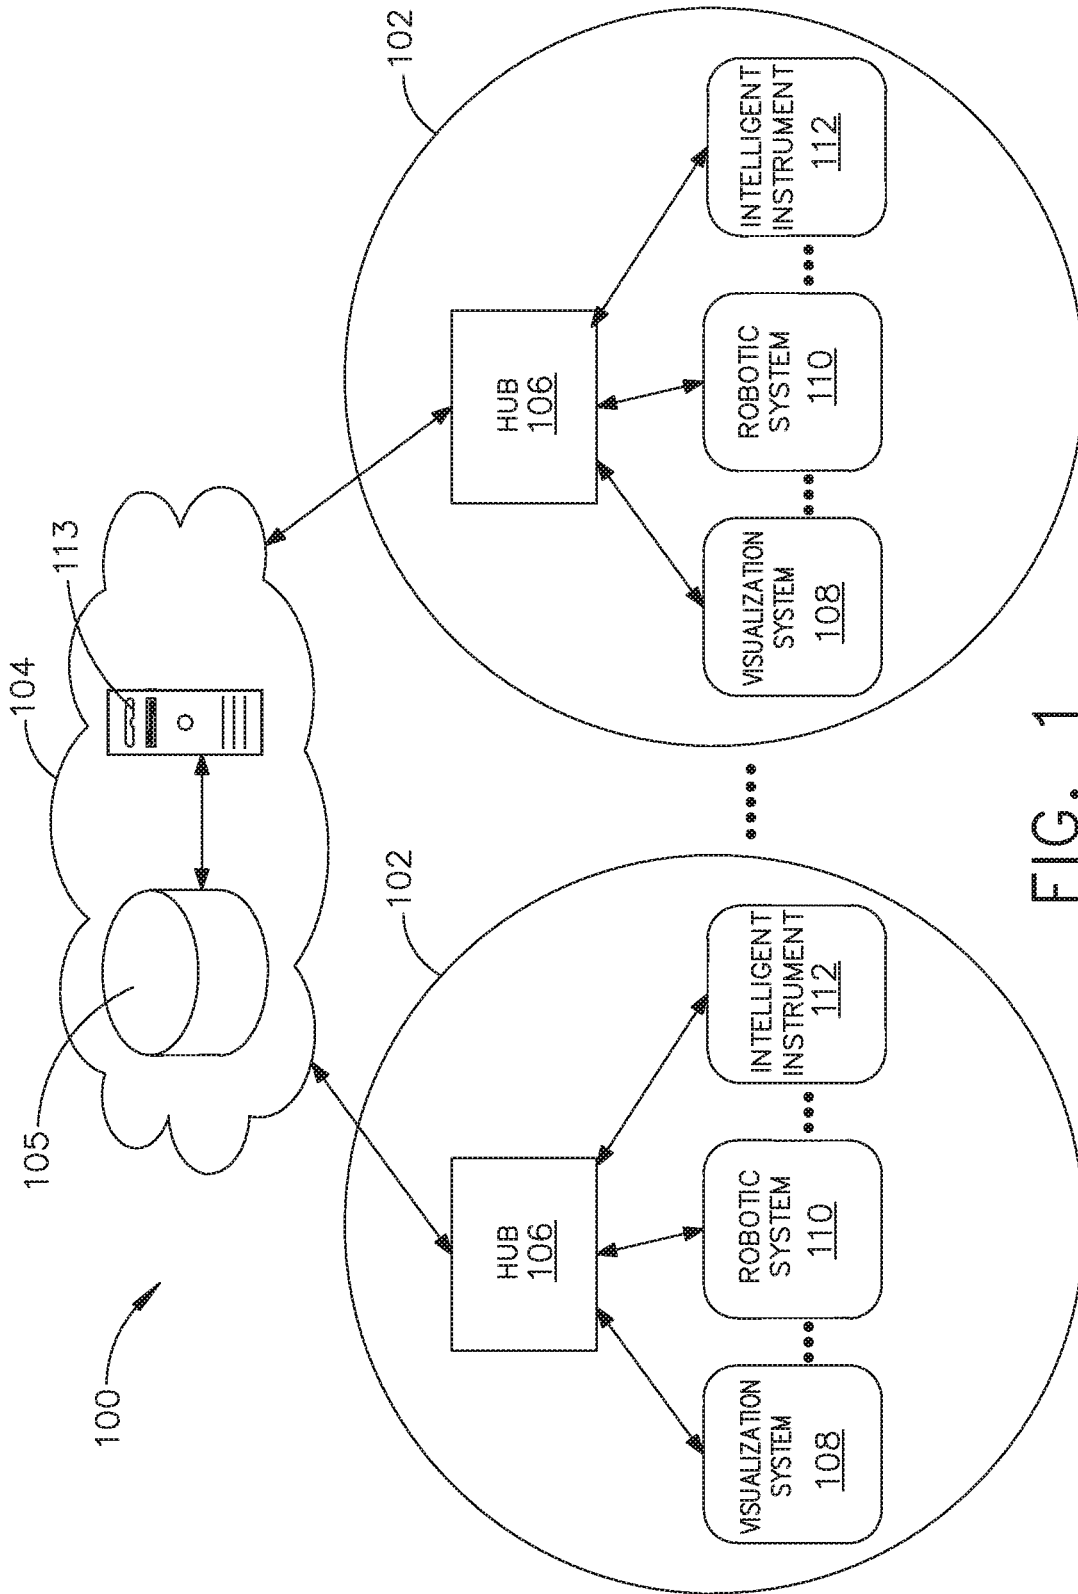 100
105
104
113
102
HUB
106
VISUALIZATION
SYSTEM
108
ROBOTIC
SYSTEM
110
INTELLIGENT
INSTRUMENT
112
102
HUB
106
VISUALIZATION
SYSTEM
108
ROBOTIC
SYSTEM
110
INTELLIGENT
INSTRUMENT
112
FIG. 1